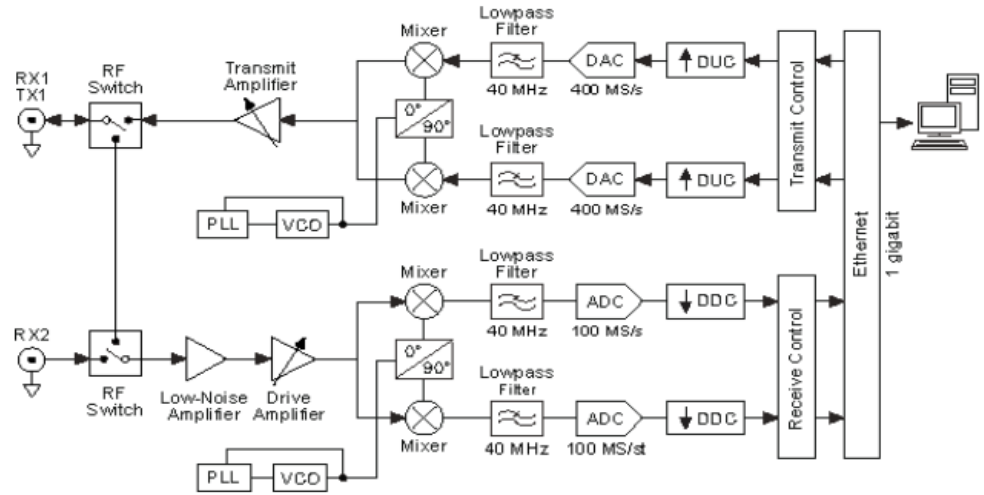 RX1
TX1
RF
Switch
Transmit
Amplifier
Mixer
Lowpass
Filter
40 MHz
DAC
400 MS/s
DUC
0°
90°
Mixer
Lowpass
Filter
40 MHz
DAC
400 MS/s
DUC
Transmit Control
PLL
VCO
Ethernet
1 gigabit
RX2
RF
Switch
Low-Noise
Amplifier
Drive
Amplifier
Mixer
Lowpass
Filter
40 MHz
ADC
100 MS/s
DDC
0°
90°
Mixer
Lowpass
Filter
40 MHz
ADC
100 MS/st
DDC
Receive Control
PLL
VCO